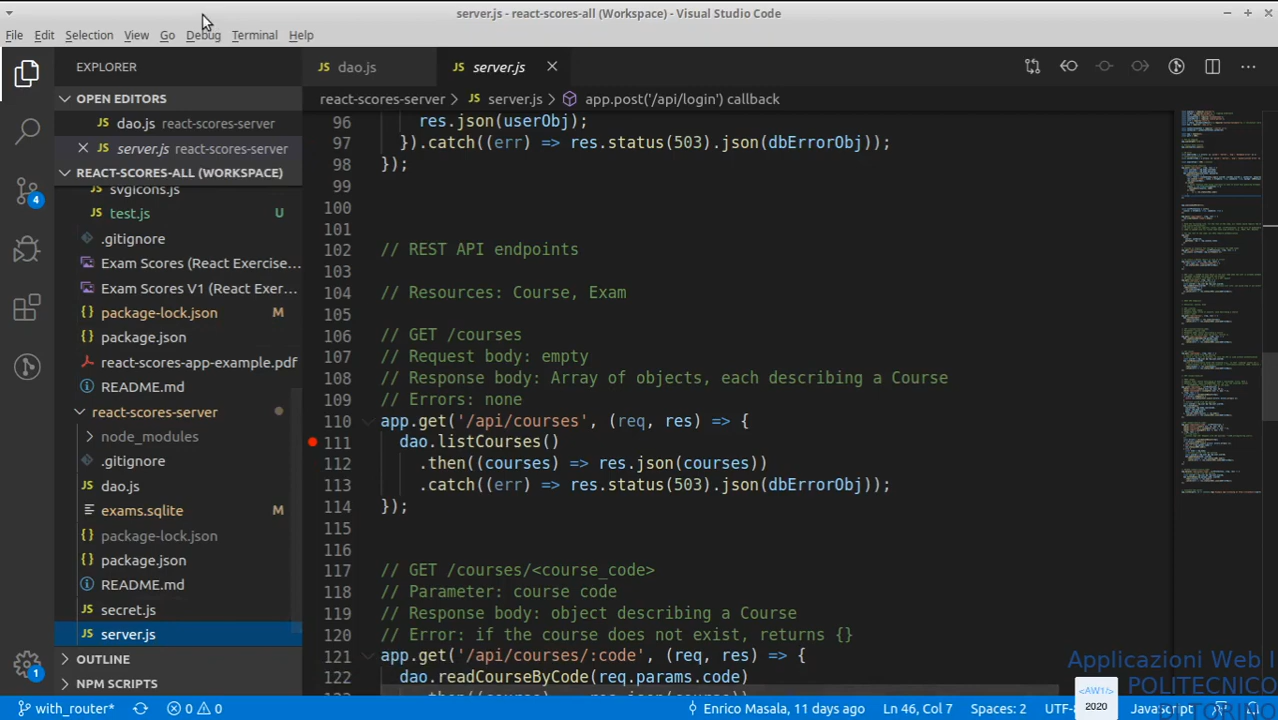 server.js - react-scores-all (Workspace) - Visual Studio Code
File Edit Selection View Go Debug Terminal Help
EXPLORER
OPEN EDITORS
dao.js react-scores-server
server.js react-scores-server
REACT-SCORES-ALL (WORKSPACE)
svgIcons.js
test.js U
.gitignore
Exam Scores (React Exercise...
Exam Scores V1 (React Exer...
package-lock.json M
package.json
react-scores-app-example.pdf
README.md
react-scores-server
node_modules
.gitignore
dao.js
exams.sqlite M
package-lock.json
package.json
README.md
secret.js
server.js
OUTLINE
NPM SCRIPTS
4
1
dao.js server.js
react-scores-server > server.js > app.post('/api/login') callback
96 res.json(userObj);
97 }).catch((err) => res.status(503).json(dbErrorObj));
98 });
99
100
101
102 // REST API endpoints
103
104 // Resources: Course, Exam
105
106 // GET /courses
107 // Request body: empty
108 // Response body: Array of objects, each describing a Course
109 // Errors: none
110 app.get('/api/courses', (req, res) => {
111 dao.listCourses()
112 .then((courses) => res.json(courses))
113 .catch((err) => res.status(503).json(dbErrorObj));
114 });
115
116
117 // GET /courses/<course_code>
118 // Parameter: course code
119 // Response body: object describing a Course
120 // Error: if the course does not exist, returns {}
121 app.get('/api/courses/:code', (req, res) => {
122 dao.readCourseByCode(req.params.code)
Applicazioni Web I
POLITECNICO
DI TORINO
<AW1/>
2020
with_router* 0 0 Enrico Masala, 11 days ago Ln 46, Col 7 Spaces: 2 UTF-8 Javascript